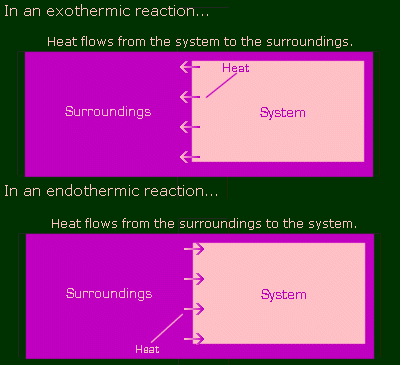 In an exothermic reaction...
Heat flows from the system to the surroundings.
Heat
Surroundings
System
In an endothermic reaction...
Heat flows from the surroundings to the system.
Surroundings
System
Heat